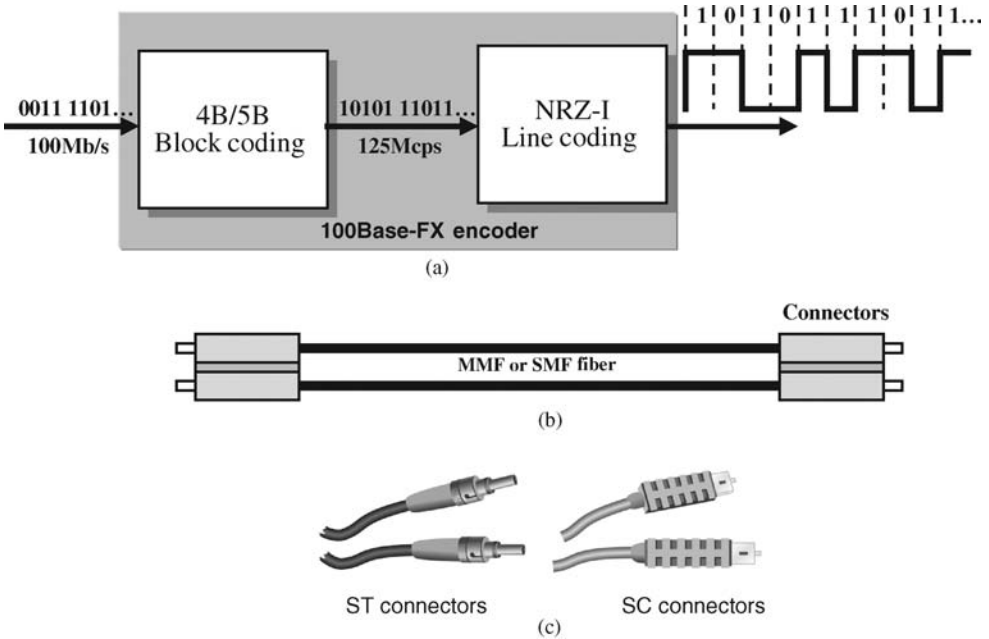 1 0 1 0 1 1 1 0 1 1...
0011 1101...
100Mb/s
4B/5B
Block coding
10101 11011...
125Mcps
NRZ-I
Line coding
100Base-FX encoder
(a)
Connectors
MMF or SMF fiber
(b)
ST connectors
SC connectors
(c)